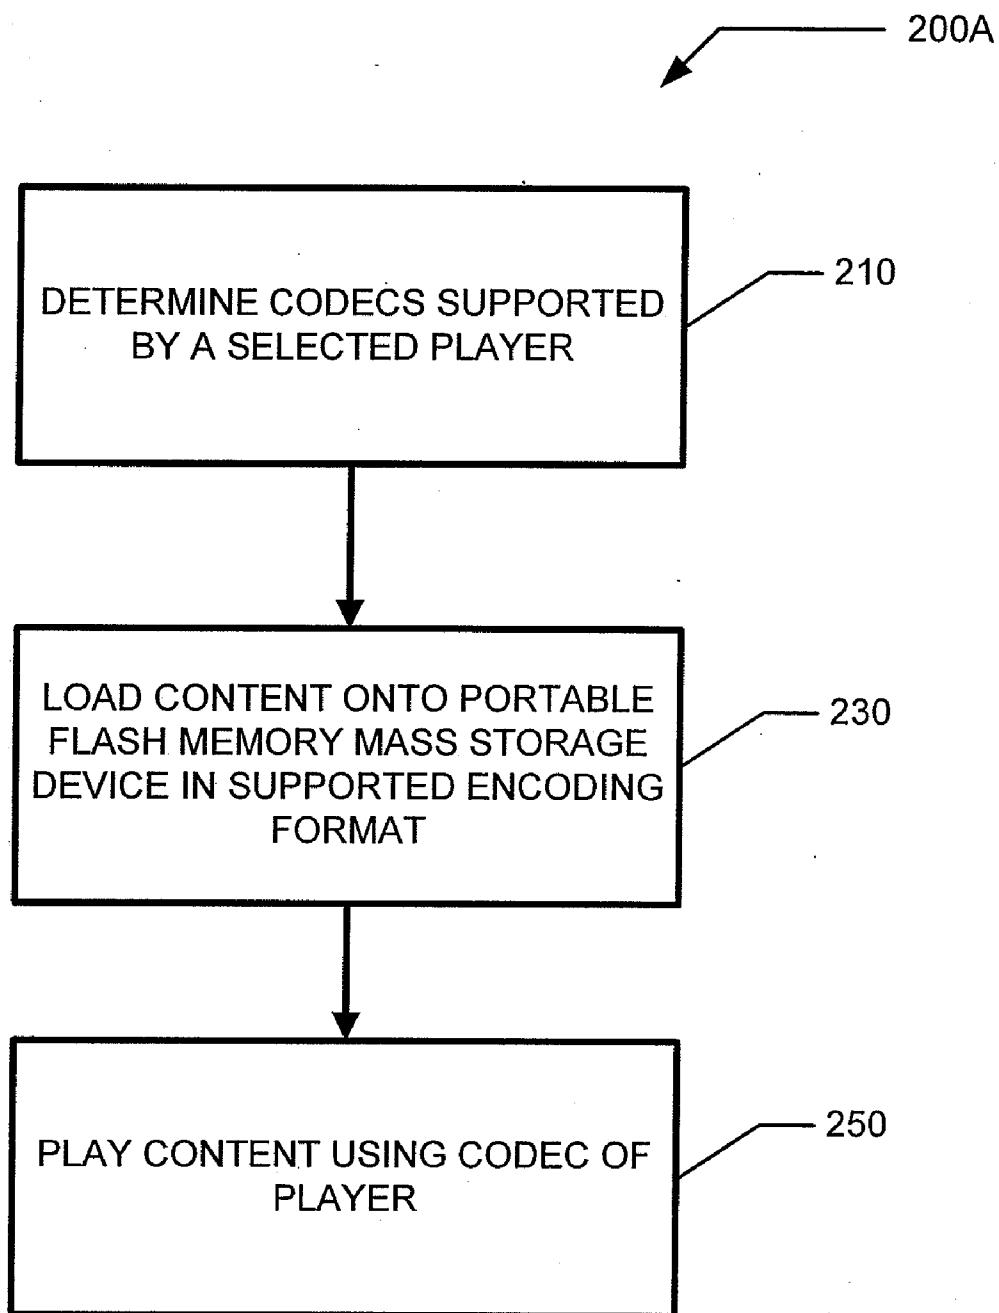 200A
DETERMINE CODECS SUPPORTED
BY A SELECTED PLAYER
210
LOAD CONTENT ONTO PORTABLE
FLASH MEMORY MASS STORAGE
DEVICE IN SUPPORTED ENCODING
FORMAT
230
PLAY CONTENT USING CODEC OF
PLAYER
250